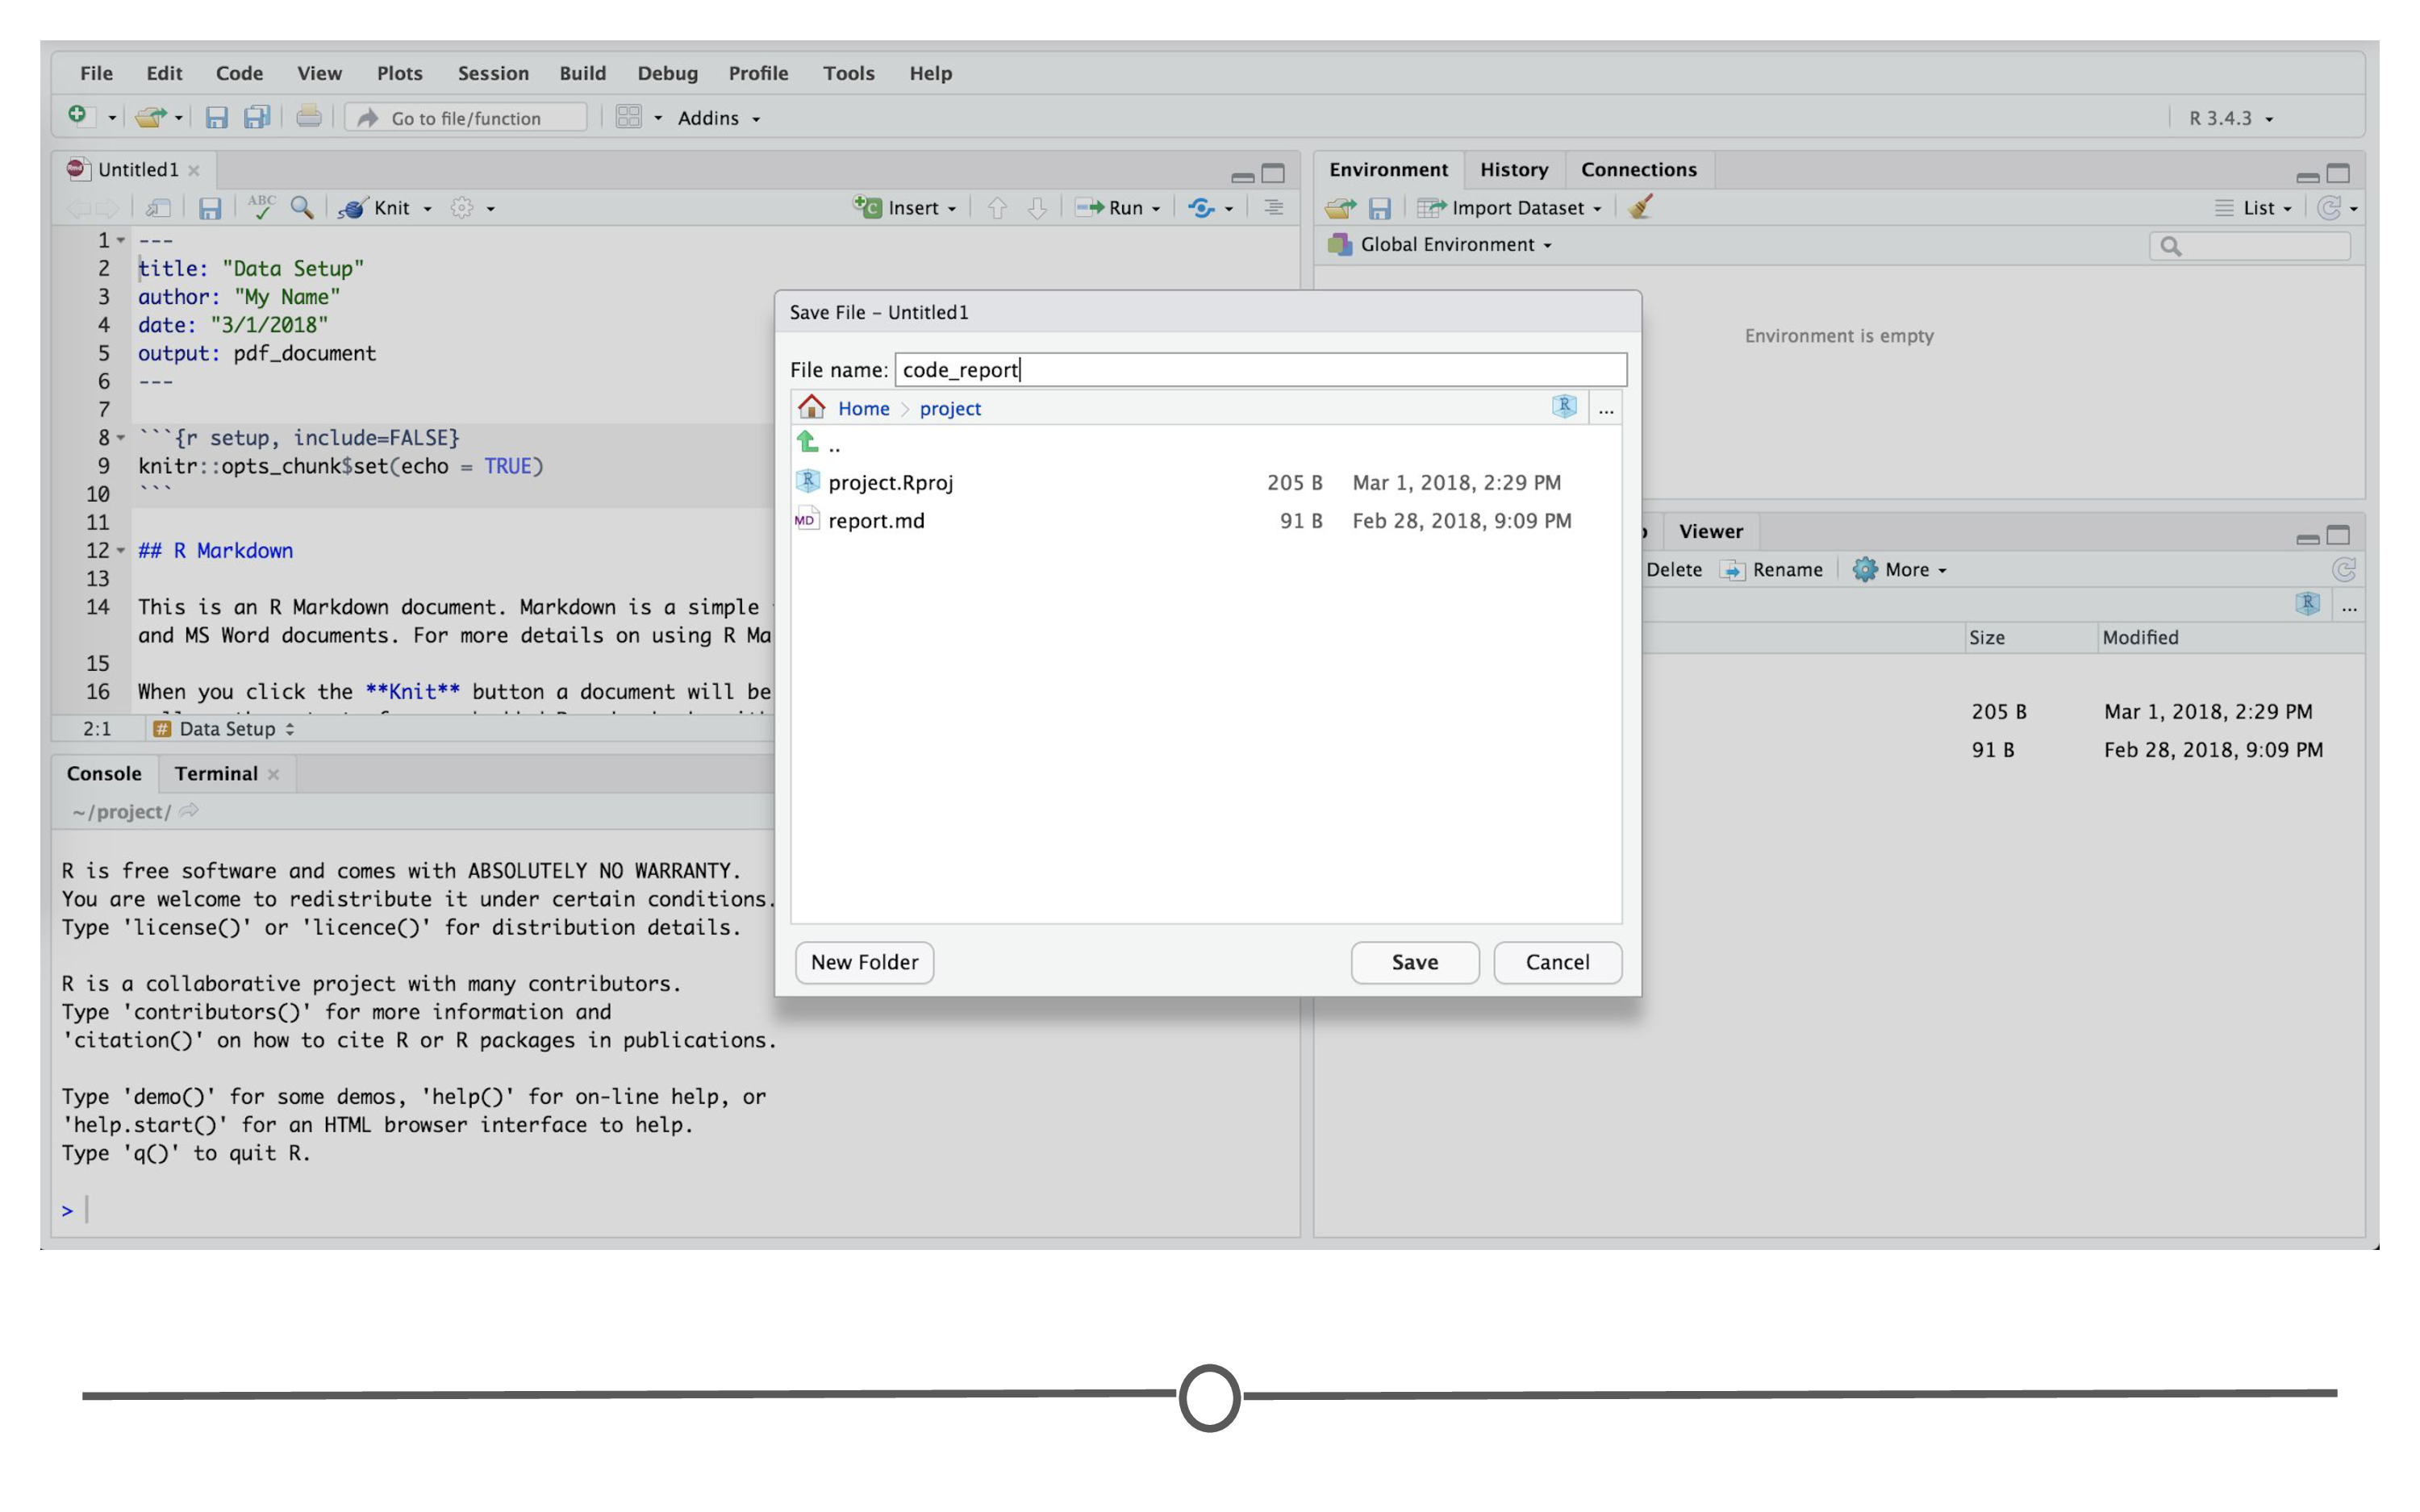 File Edit Code View Plots Session Build Debug Profile Tools Help
Go to file/function Addins R 3.4.3
Untitled1
ABC Knit Insert Run
1 ---
2 title: "Data Setup"
3 author: "My Name"
4 date: "3/1/2018"
5 output: pdf_document
6 ---
7
8 ```{r setup, include=FALSE}
9 knitr::opts_chunk$set(echo = TRUE)
10 ```
11
12 ## R Markdown
13
14 This is an R Markdown document. Markdown is a simple
and MS Word documents. For more details on using R Ma
15
16 When you click the **Knit** button a document will be
2:1 # Data Setup
Console Terminal
~/project/
R is free software and comes with ABSOLUTELY NO WARRANTY.
You are welcome to redistribute it under certain conditions.
Type 'license()' or 'licence()' for distribution details.
R is a collaborative project with many contributors.
Type 'contributors()' for more information and
'citation()' on how to cite R or R packages in publications.
Type 'demo()' for some demos, 'help()' for on-line help, or
'help.start()' for an HTML browser interface to help.
Type 'q()' to quit R.
>
Save File – Untitled1
File name: code_report
Home project R ...
..
R project.Rproj 205 B Mar 1, 2018, 2:29 PM
MD report.md 91 B Feb 28, 2018, 9:09 PM
New Folder Save Cancel
Environment History Connections
Import Dataset List
Global Environment
Environment is empty
Viewer
Delete Rename More
R ...
Size Modified
205 B Mar 1, 2018, 2:29 PM
91 B Feb 28, 2018, 9:09 PM